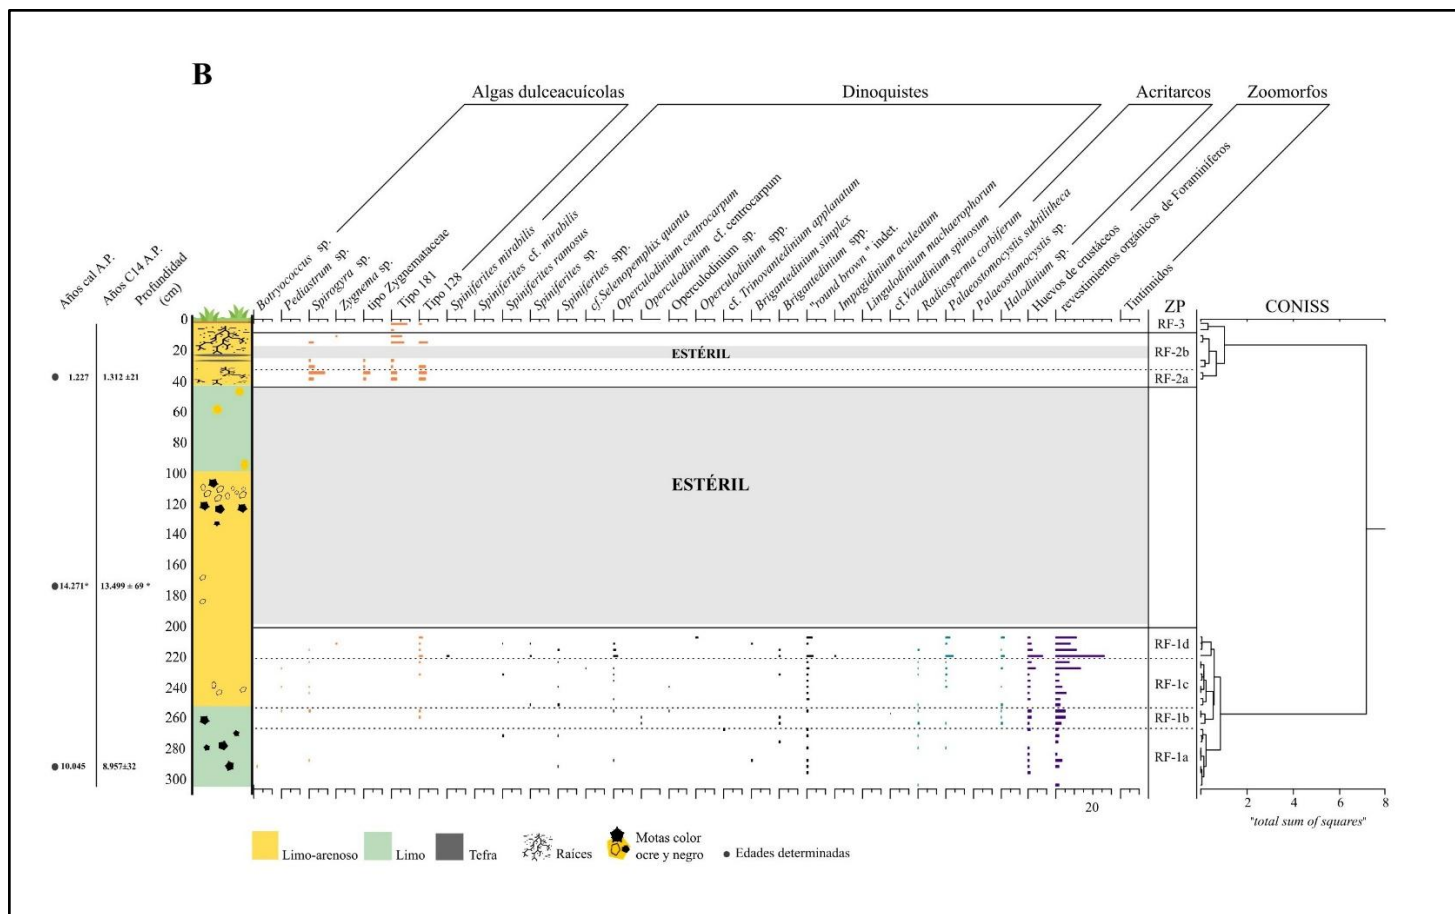 B
Algas dulceacuícolas
Dinoquistes
Acritarcos
Zoomorfos
Años cal A.P.
Años C14 A.P.
Profundidad
(cm)
Botryococcus sp.
Pediastrum sp.
Spirogyra sp.
Zygnema sp.
tipo Zygnemataceae
Tipo 181
Tipo 128
Spiniferites mirabilis
Spiniferites cf. mirabilis
Spiniferites ramosus
Spiniferites sp.
Spiniferites spp.
cf.Selenopemphix quanta
Operculodinium centrocarpum
Operculodinium cf. centrocarpum
Operculodinium sp.
Operculodinium spp.
cf. Trinovantedinium applanatum
Brigantedinium simplex
Brigantedinium spp.
"round brown" indet.
Impagidinium aculeatum
Lingulodinium machaerophorum
cf. Votadinium spinosum
Radiosperma corbiferum
Palaeostomocystis subtilitheca
Palaeostomocystis sp.
Halodinium sp.
Huevos de crustáceos
revestimientos orgánicos de Foraminíferos
Tintínnidos
ZP
CONISS
0
20
40
60
80
100
120
140
160
180
200
220
240
260
280
300
1.227
1.312 ±21
14.271*
13.499 ± 69 *
10.045
8.957±32
ESTÉRIL
ESTÉRIL
RF-3
RF-2b
RF-2a
RF-1d
RF-1c
RF-1b
RF-1a
20
2 4 6 8
"total sum of squares"
Limo-arenoso
Limo
Tefra
Raíces
Motas color
ocre y negro
Edades determinadas